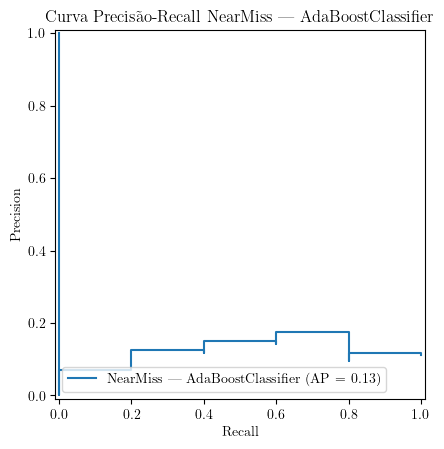 Curva Precisão-Recall NearMiss — AdaBoostClassifier
1.0
0.8
0.6
0.4
0.2
0.0
Precision
NearMiss — AdaBoostClassifier (AP = 0.13)
0.0 0.2 0.4 0.6 0.8 1.0
Recall